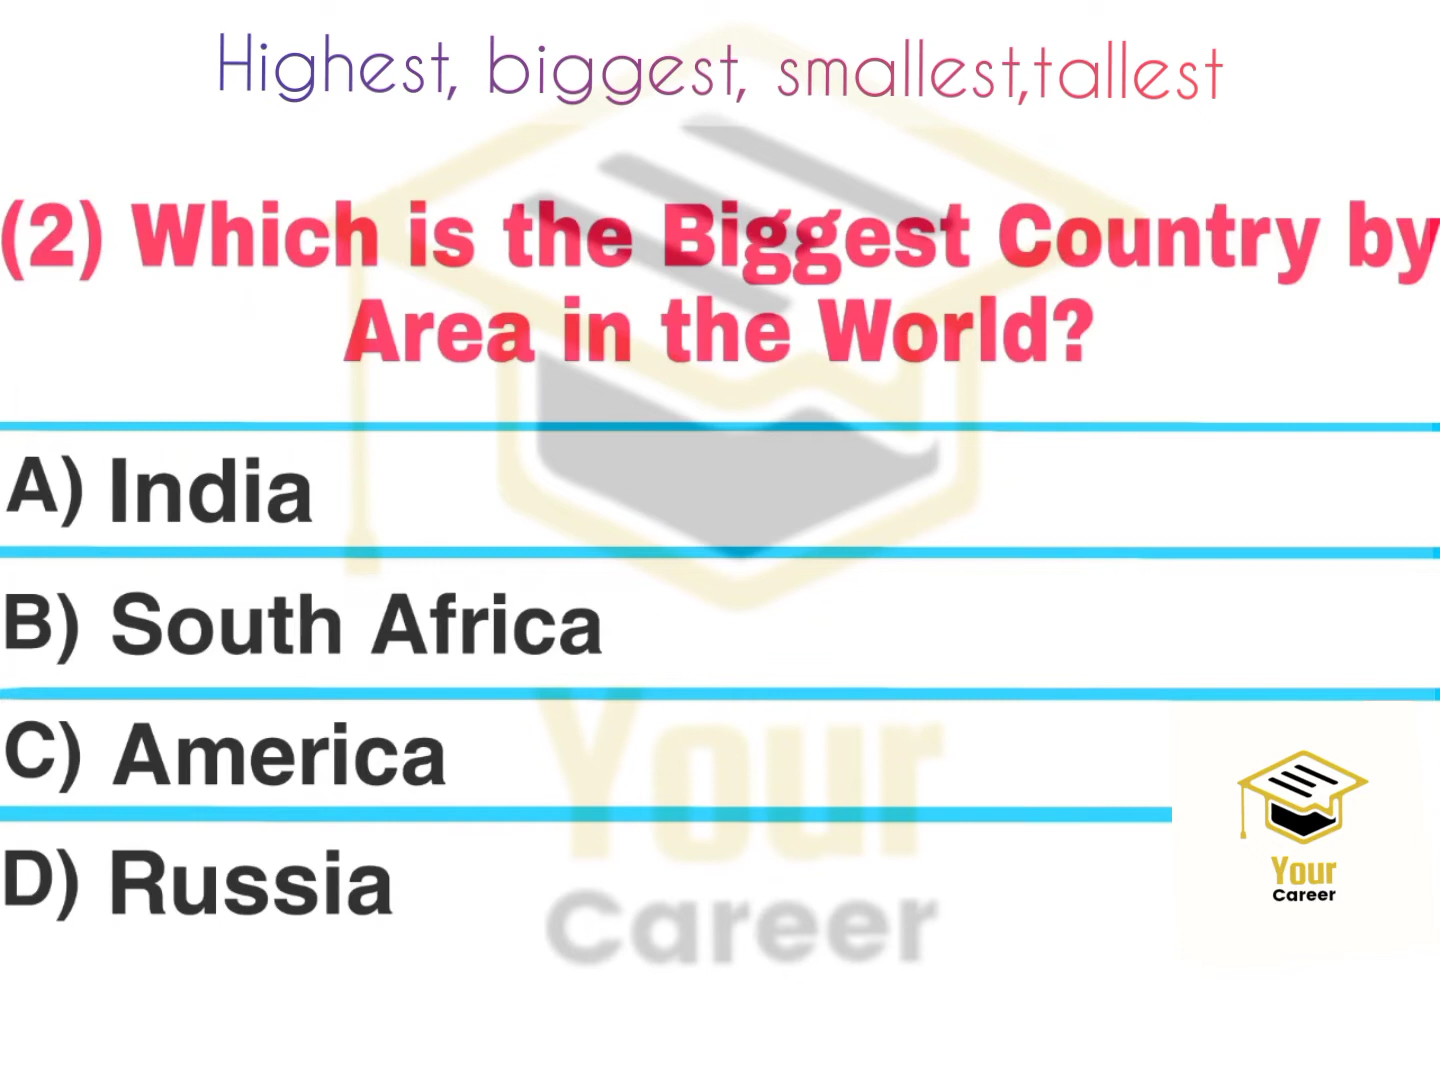 Highest, biggest, smallest,tallest
(2) Which is the Biggest Country by
Area in the World?
A) India
B) South Africa
C) America
D) Russia
Your
Career
Your
Career